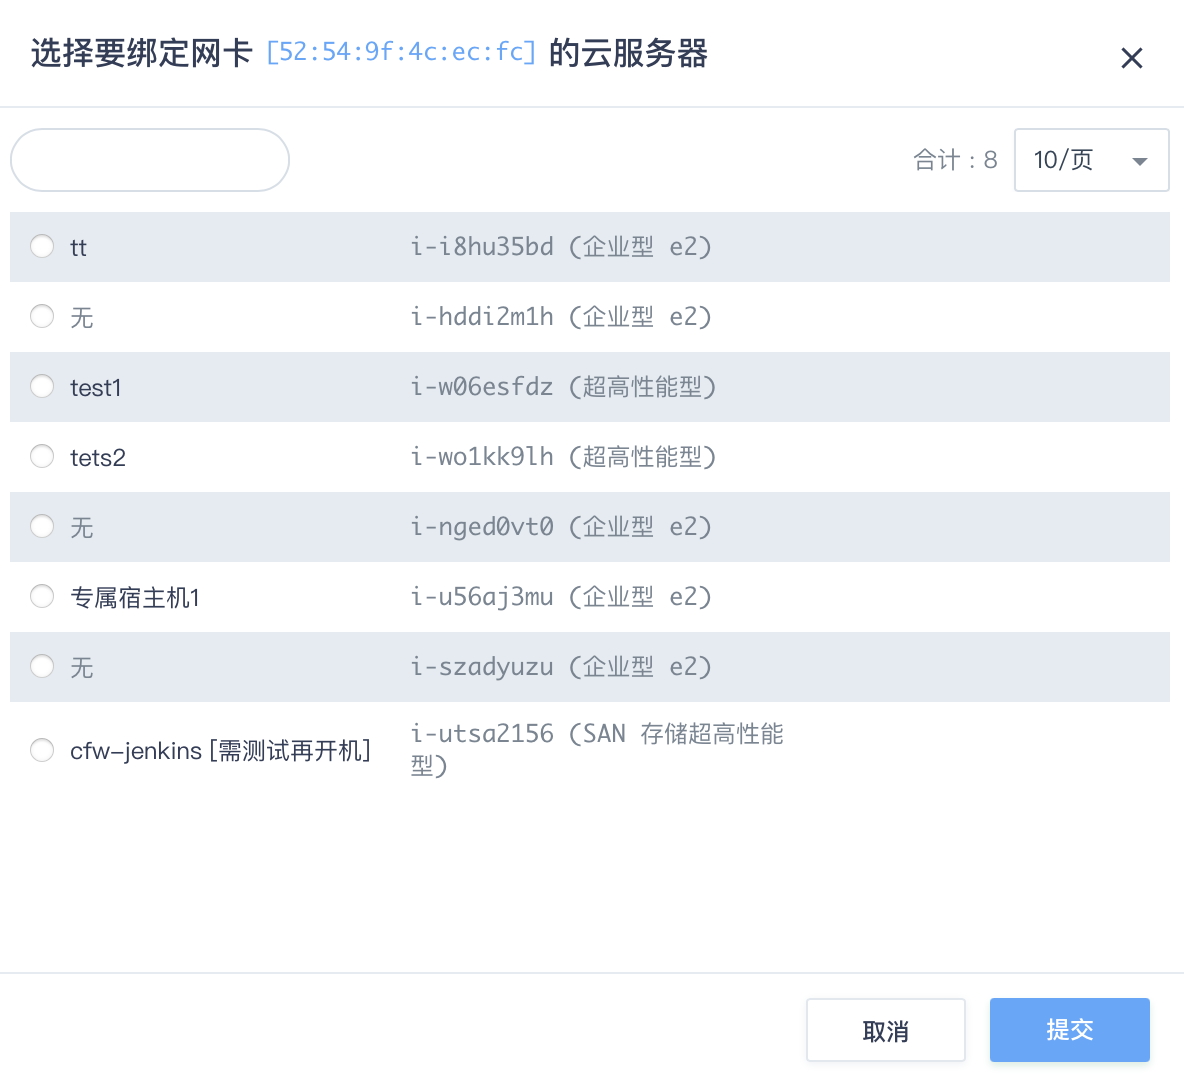 选择要绑定网卡 [52:54:9f:4c:ec:fc] 的云服务器
合计：8 10/页
tt i-i8hu35bd (企业型 e2)
无 i-hddi2m1h (企业型 e2)
test1 i-w06esfdz (超高性能型)
tets2 i-wo1kk9lh (超高性能型)
无 i-nged0vt0 (企业型 e2)
专属宿主机1 i-u56aj3mu (企业型 e2)
无 i-szadyuzu (企业型 e2)
cfw-jenkins [需测试再开机] i-utsa2156 (SAN 存储超高性能
型)
取消 提交